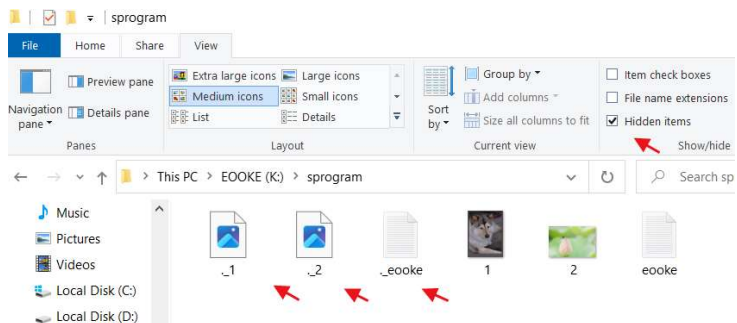 sprogram
File Home Share View
Navigation pane
Preview pane
Details pane
Panes
Extra large icons Large icons
Medium icons Small icons
List Details
Layout
Sort by
Group by
Add columns
Size all columns to fit
Current view
Item check boxes
File name extensions
Hidden items
Show/hide
This PC > EOOKE (K:) > sprogram
Search sp
Music
Pictures
Videos
Local Disk (C:)
Local Disk (D:)
._1 ._2 ._eooke 1 2 eooke